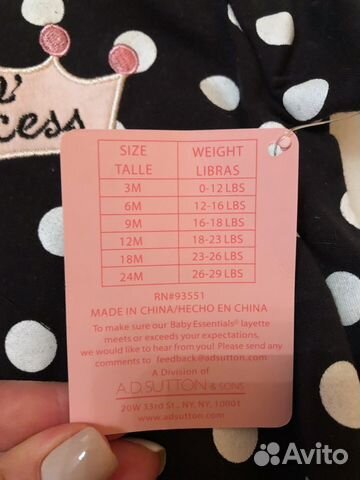 n'
cess
SIZE WEIGHT
TALLE LIBRAS
3M 0-12 LBS
6M 12-16 LBS
9M 16-18 LBS
12M 18-23 LBS
18M 23-26 LBS
24M 26-29 LBS
RN#93551
MADE IN CHINA/HECHO EN CHINA
To make sure our Baby Essentials® layette
meets or exceeds your expectations,
we would like to hear from you! Please send any
comments to feedback@adsutton.com
A Division of
A.D.SUTTON & SONS
20W 33rd St., NY, NY, 10001
www.adsutton.com
Avito